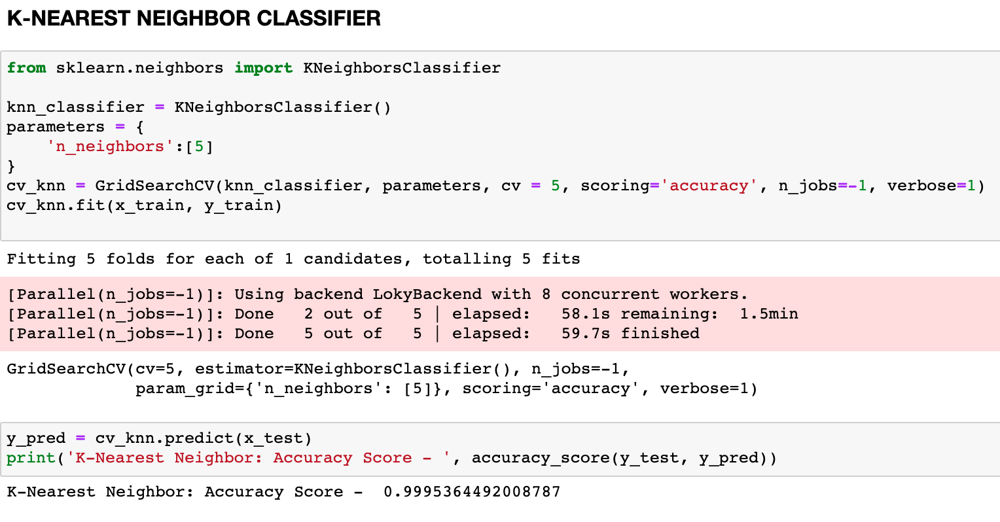 K-NEAREST NEIGHBOR CLASSIFIER
from sklearn.neighbors import KNeighborsClassifier
knn_classifier = KNeighborsClassifier()
parameters = {
    'n_neighbors':[5]
}
cv_knn = GridSearchCV(knn_classifier, parameters, cv = 5, scoring='accuracy', n_jobs=-1, verbose=1)
cv_knn.fit(x_train, y_train)
Fitting 5 folds for each of 1 candidates, totalling 5 fits
[Parallel(n_jobs=-1)]: Using backend LokyBackend with 8 concurrent workers.
[Parallel(n_jobs=-1)]: Done   2 out of   5 | elapsed:   58.1s remaining:  1.5min
[Parallel(n_jobs=-1)]: Done   5 out of   5 | elapsed:   59.7s finished
GridSearchCV(cv=5, estimator=KNeighborsClassifier(), n_jobs=-1,
             param_grid={'n_neighbors': [5]}, scoring='accuracy', verbose=1)
y_pred = cv_knn.predict(x_test)
print('K-Nearest Neighbor: Accuracy Score - ', accuracy_score(y_test, y_pred))
K-Nearest Neighbor: Accuracy Score -  0.9995364492008787